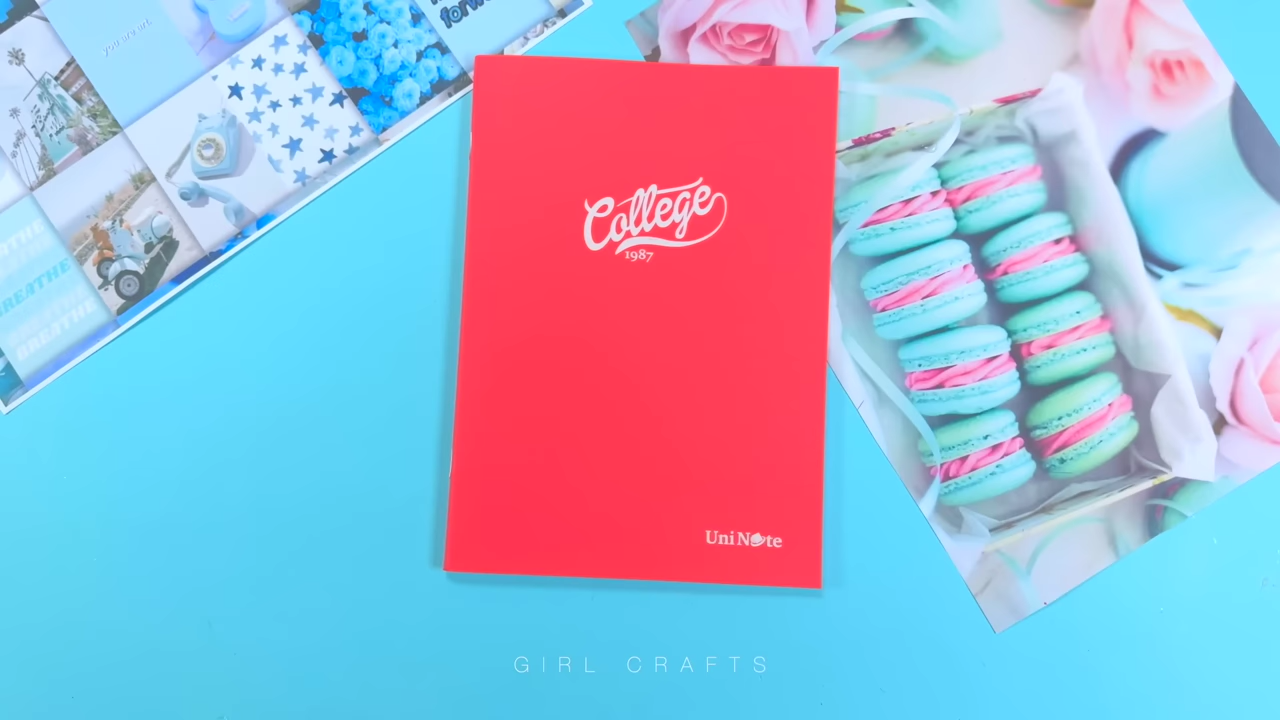 you are art.
College
1987
Uni Note
BREATHE
BREATHE
GIRL CRAFTS